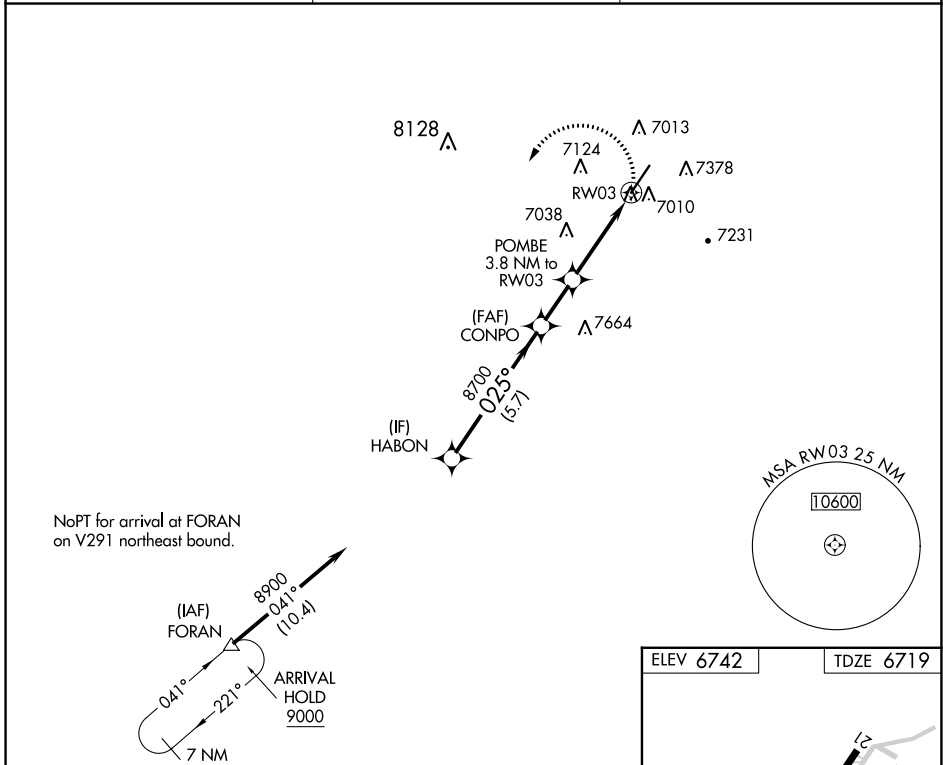 8128
7013
7124
7378
RW03
7010
7038
7231
POMBE
3.8 NM to
RW03
(FAF)
CONPO
7664
8700
025°
(5.7)
(IF)
HABON
MSA RW03 25 NM
10600
NoPT for arrival at FORAN
on V291 northeast bound.
8900
041°
(10.4)
(IAF)
FORAN
041°
221°
ARRIVAL
HOLD
9000
7 NM
ELEV 6742
TDZE 6719
21